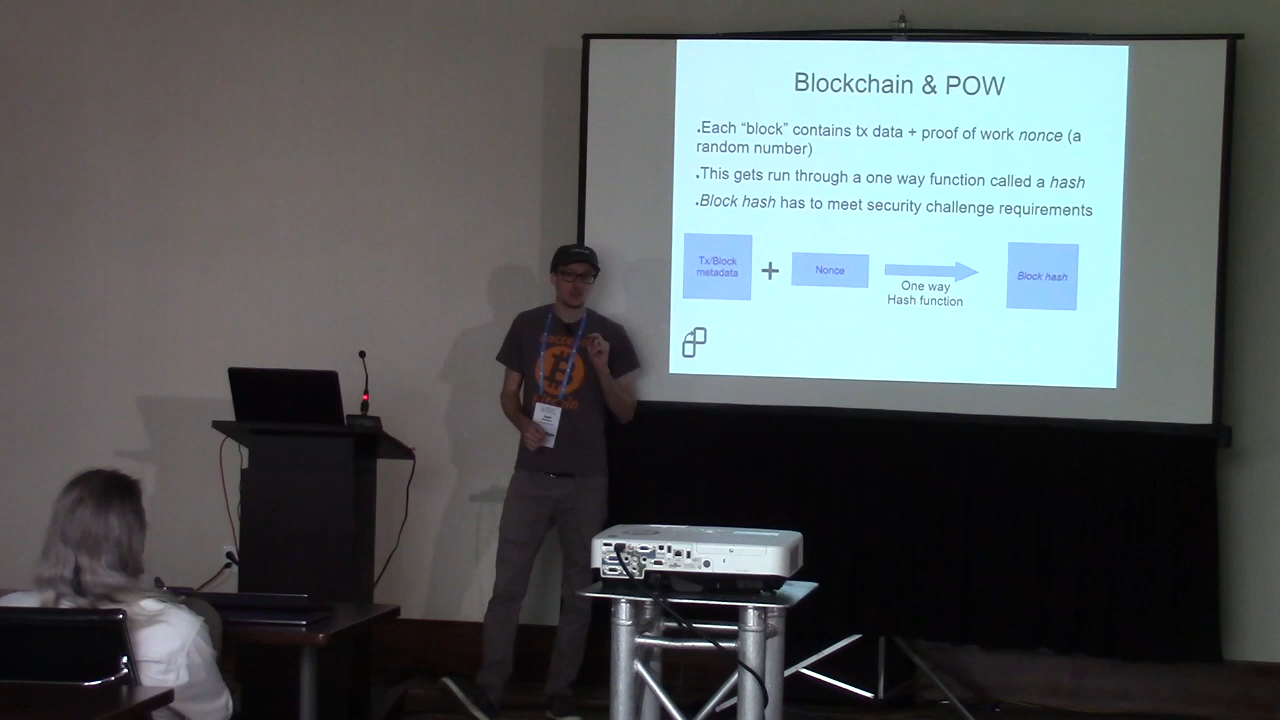 Blockchain & POW
.Each “block” contains tx data + proof of work nonce (a
random number)
.This gets run through a one way function called a hash
.Block hash has to meet security challenge requirements
Tx/Block
metadata
+
Nonce
One way
Hash function
Block hash